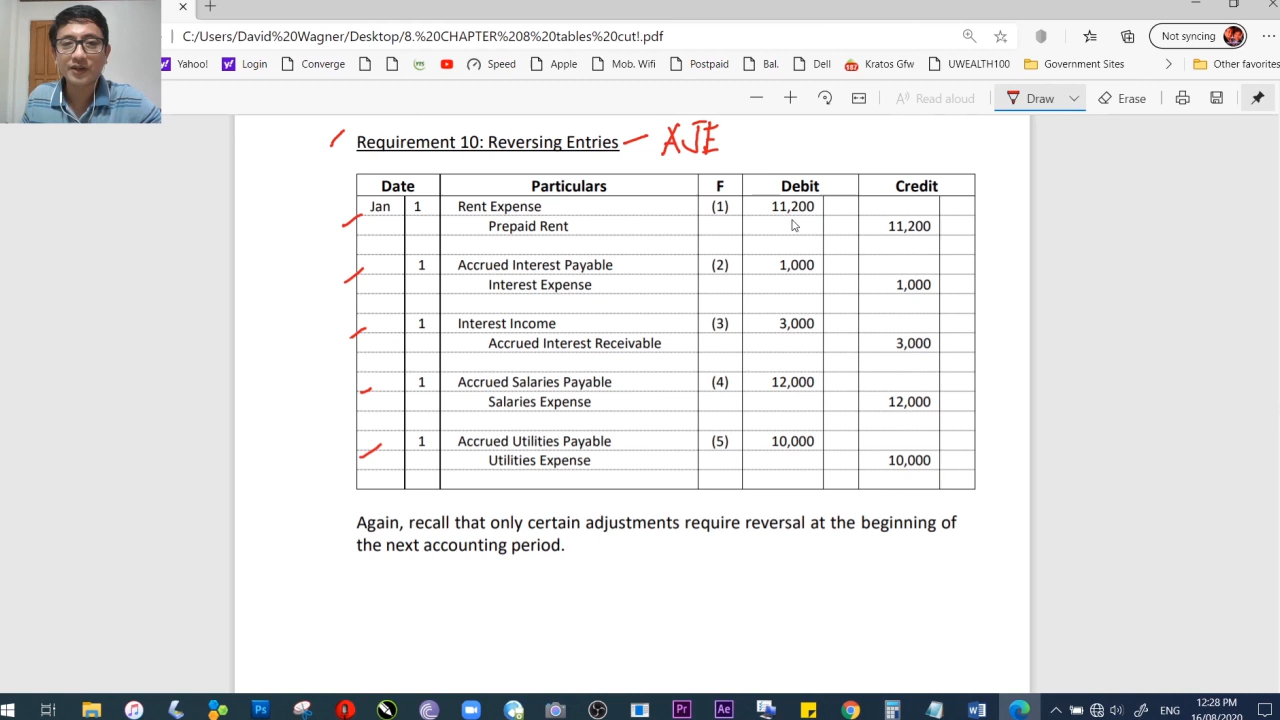 C:/Users/David%20Wagner/Desktop/8.%20CHAPTER%208%20tables%20cut!.pdf
Not syncing
Yahoo!
Login
Converge
Speed
Apple
Mob. Wifi
Postpaid
Bal.
Dell
Kratos Gfw
UWEALTH100
Government Sites
Other favorites
Read aloud
Draw
Erase
Requirement 10: Reversing Entries AJE
Date Particulars F Debit Credit
Jan 1 Rent Expense (1) 11,200
Prepaid Rent 11,200
1 Accrued Interest Payable (2) 1,000
Interest Expense 1,000
1 Interest Income (3) 3,000
Accrued Interest Receivable 3,000
1 Accrued Salaries Payable (4) 12,000
Salaries Expense 12,000
1 Accrued Utilities Payable (5) 10,000
Utilities Expense 10,000
Again, recall that only certain adjustments require reversal at the beginning of
the next accounting period.
Ps
Pr
Ae
ENG
12:28 PM
16/08/2020